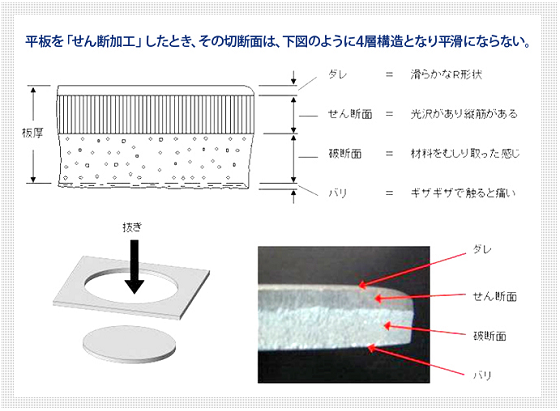 平板を「せん断加工」したとき、その切断面は、下図のように4層構造となり平滑にならない。
ダレ = 滑らかなR形状
せん断面 = 光沢があり縦筋がある
板厚
破断面 = 材料をむしり取った感じ
バリ = ギザギザで触ると痛い
抜き
ダレ
せん断面
破断面
バリ